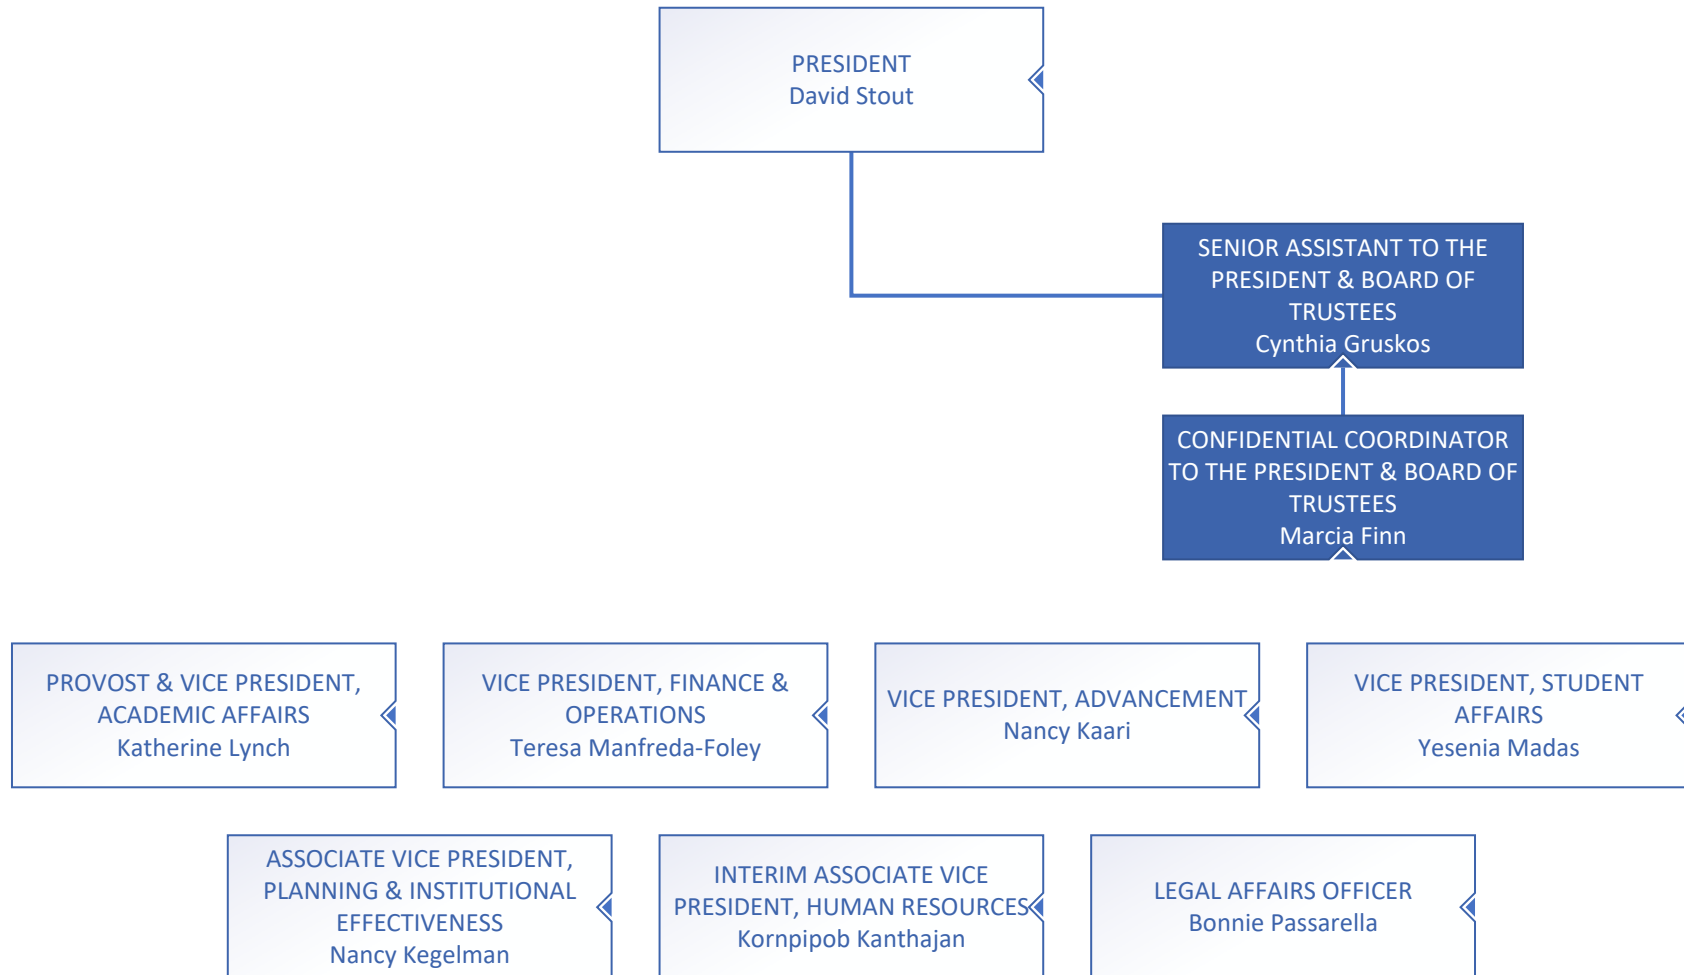 PRESIDENT
David Stout
SENIOR ASSISTANT TO THE
PRESIDENT & BOARD OF
TRUSTEES
Cynthia Gruskos
CONFIDENTIAL COORDINATOR
TO THE PRESIDENT & BOARD OF
TRUSTEES
Marcia Finn
PROVOST & VICE PRESIDENT,
ACADEMIC AFFAIRS
Katherine Lynch
VICE PRESIDENT, FINANCE &
OPERATIONS
Teresa Manfreda-Foley
VICE PRESIDENT, ADVANCEMENT
Nancy Kaari
VICE PRESIDENT, STUDENT
AFFAIRS
Yesenia Madas
ASSOCIATE VICE PRESIDENT,
PLANNING & INSTITUTIONAL
EFFECTIVENESS
Nancy Kegelman
INTERIM ASSOCIATE VICE
PRESIDENT, HUMAN RESOURCES
Kornpipob Kanthajan
LEGAL AFFAIRS OFFICER
Bonnie Passarella